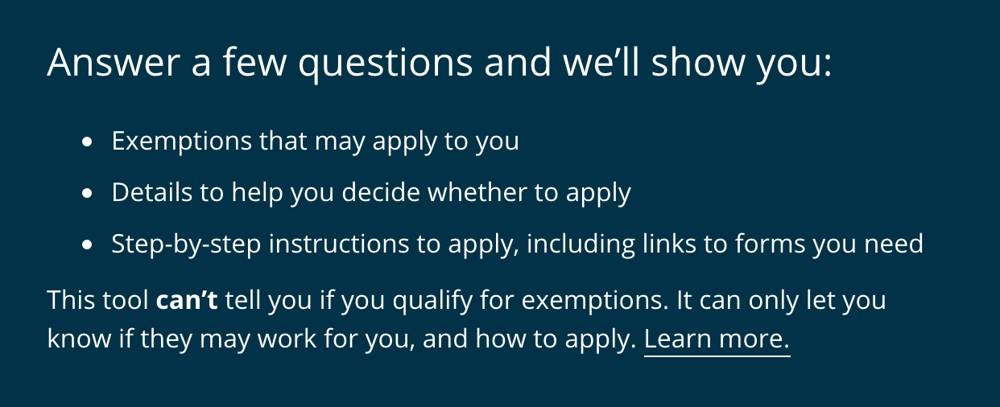 Answer a few questions and we’ll show you:
• Exemptions that may apply to you
• Details to help you decide whether to apply
• Step-by-step instructions to apply, including links to forms you need
This tool can’t tell you if you qualify for exemptions. It can only let you
know if they may work for you, and how to apply. Learn more.